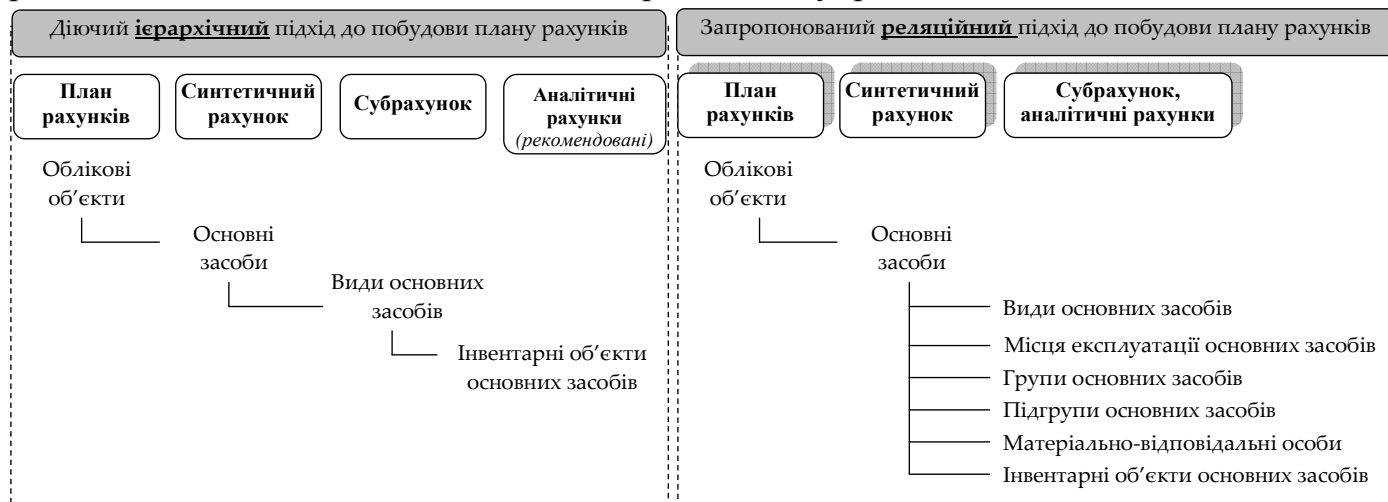 Діючий ієрархічний підхід до побудови плану рахунків
План
рахунків
Синтетичний
рахунок
Субрахунок
Аналітичні
рахунки
(рекомендовані)
Облікові
об’єкти
Основні
засоби
Види основних
засобів
Інвентарні об’єкти
основних засобів
Запропонований реляційний підхід до побудови плану рахунків
План
рахунків
Синтетичний
рахунок
Субрахунок,
аналітичні рахунки
Облікові
об’єкти
Основні
засоби
Види основних засобів
Місця експлуатації основних засобів
Групи основних засобів
Підгрупи основних засобів
Матеріально-відповідальні особи
Інвентарні об’єкти основних засобів